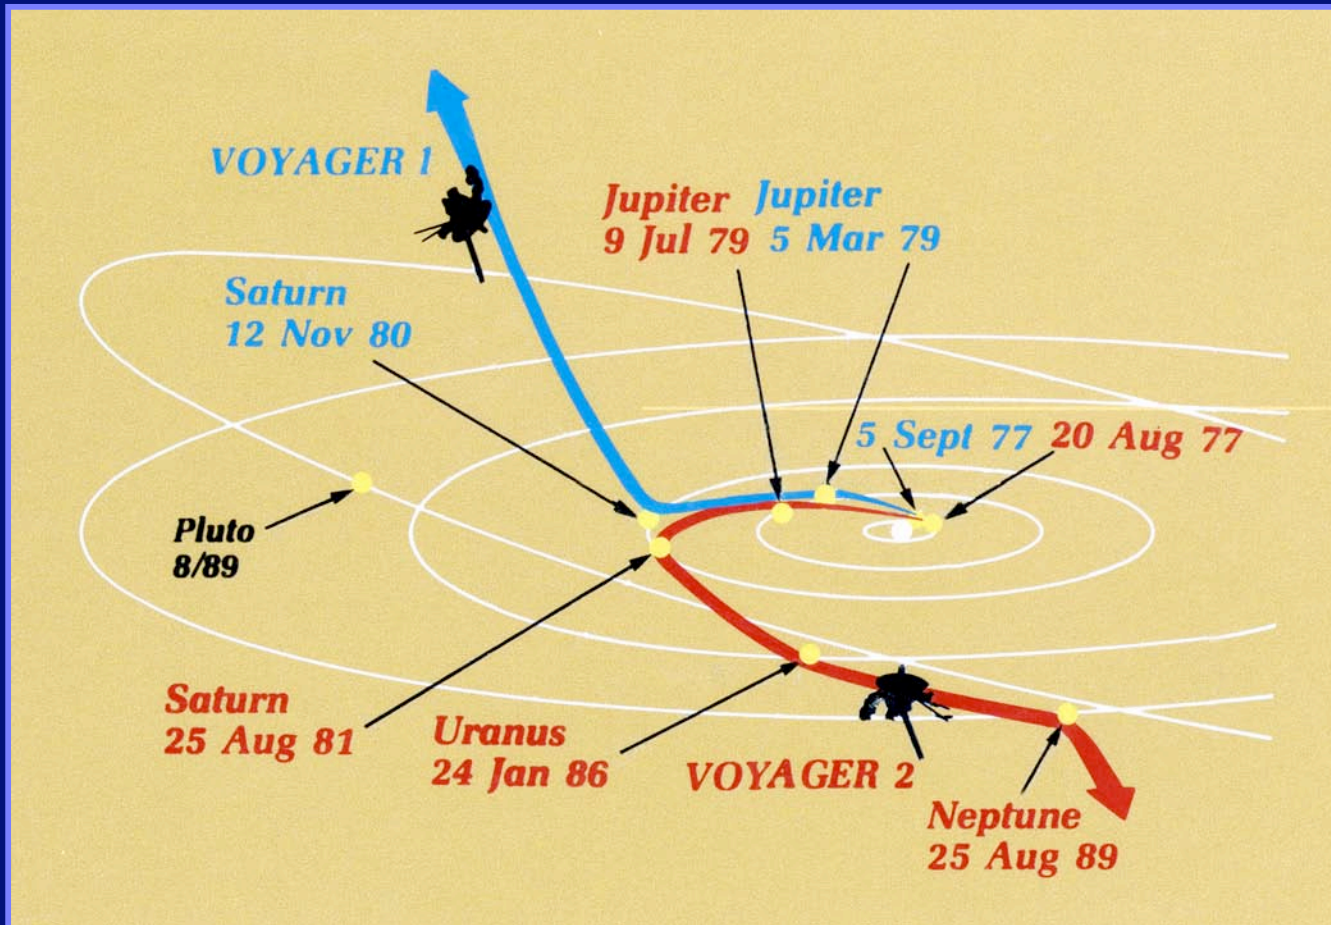 VOYAGER 1
Jupiter
9 Jul 79
Jupiter
5 Mar 79
Saturn
12 Nov 80
5 Sept 77
20 Aug 77
Pluto
8/89
Saturn
25 Aug 81
Uranus
24 Jan 86
VOYAGER 2
Neptune
25 Aug 89